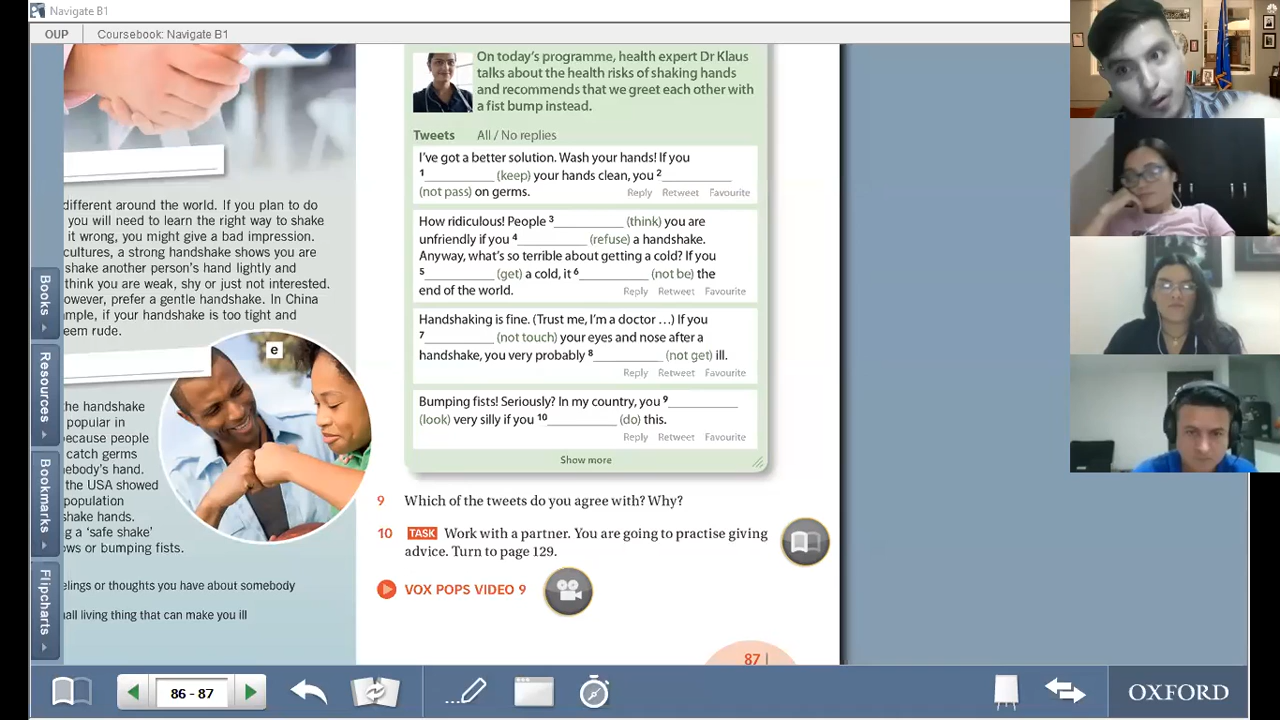 Navigate B1
OUP
Coursebook: Navigate B1
different around the world. If you plan to do
you will need to learn the right way to shake
it wrong, you might give a bad impression.
cultures, a strong handshake shows you are
shake another person's hand lightly and
think you are weak, shy or just not interested.
owever, prefer a gentle handshake. In China
mple, if your handshake is too tight and
eem rude.
e
the handshake
popular in
because people
catch germs
nebody's hand.
the USA showed
population
shake hands.
g a 'safe shake'
ows or bumping fists.
elings or thoughts you have about somebody
all living thing that can make you ill
On today's programme, health expert Dr Klaus
talks about the health risks of shaking hands
and recommends that we greet each other with
a fist bump instead.
Tweets All / No replies
I've got a better solution. Wash your hands! If you
1 __________ (keep) your hands clean, you 2 __________
(not pass) on germs.
Reply Retweet Favourite
How ridiculous! People 3 __________ (think) you are
unfriendly if you 4 __________ (refuse) a handshake.
Anyway, what's so terrible about getting a cold? If you
5 __________ (get) a cold, it 6 __________ (not be) the
end of the world.
Reply Retweet Favourite
Handshaking is fine. (Trust me, I'm a doctor …) If you
7 __________ (not touch) your eyes and nose after a
handshake, you very probably 8 __________ (not get) ill.
Reply Retweet Favourite
Bumping fists! Seriously? In my country, you 9 __________
(look) very silly if you 10 __________ (do) this.
Reply Retweet Favourite
Show more
9 Which of the tweets do you agree with? Why?
10 TASK Work with a partner. You are going to practise giving
advice. Turn to page 129.
VOX POPS VIDEO 9
87 |
Books
Resources
Bookmarks
Flipcharts
86 - 87
OXFORD